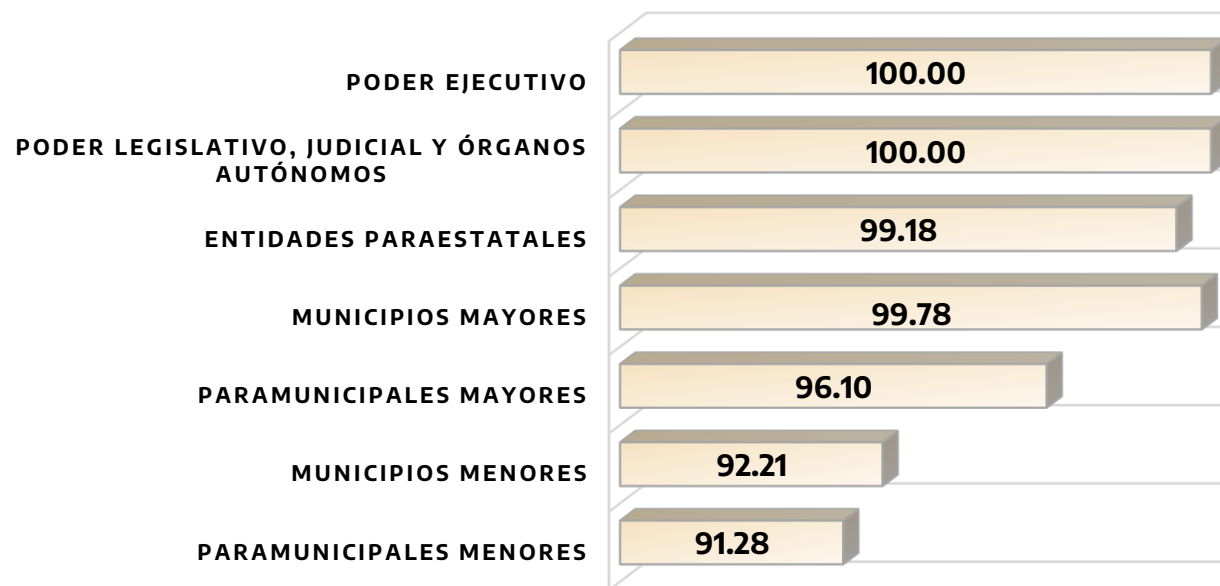 PODER EJECUTIVO
100.00
PODER LEGISLATIVO, JUDICIAL Y ÓRGANOS
AUTÓNOMOS
100.00
ENTIDADES PARAESTATALES
99.18
MUNICIPIOS MAYORES
99.78
PARAMUNICIPALES MAYORES
96.10
MUNICIPIOS MENORES
92.21
PARAMUNICIPALES MENORES
91.28